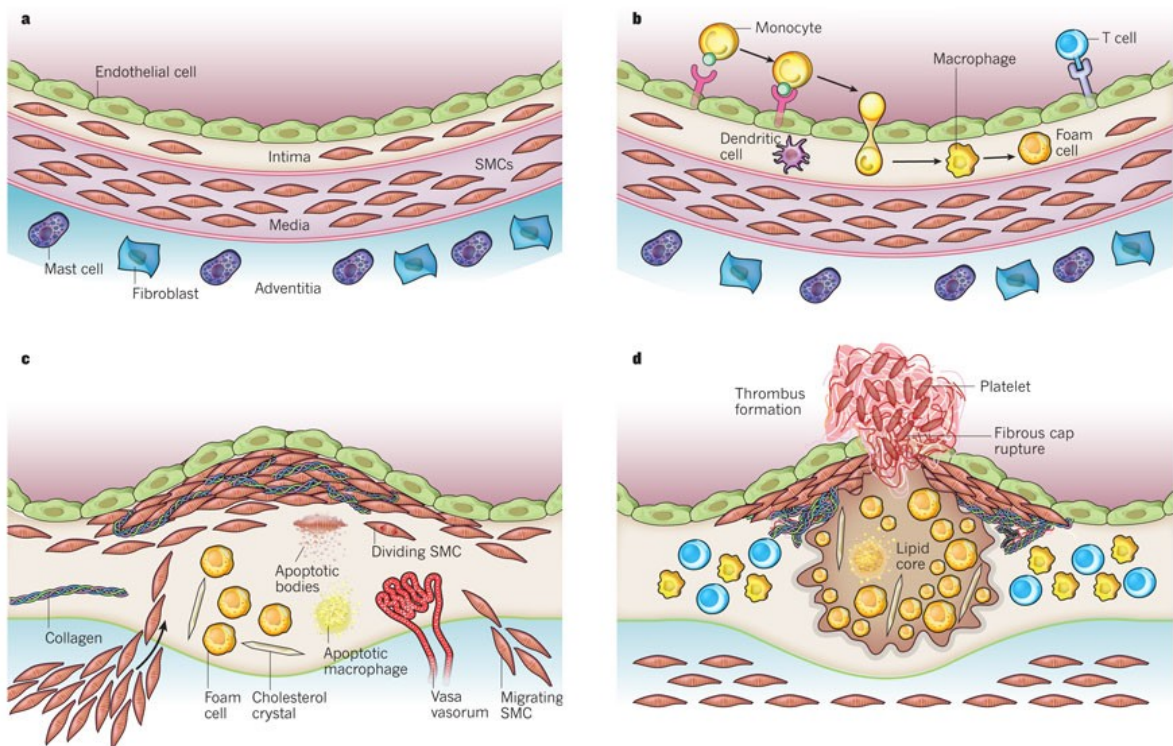 a
Endothelial cell
Intima
SMCs
Media
Mast cell
Fibroblast
Adventitia
b
Monocyte
T cell
Macrophage
Dendritic
cell
Foam
cell
c
Dividing SMC
Apoptotic
bodies
Collagen
Apoptotic
macrophage
Foam
cell
Cholesterol
crystal
Vasa
vasorum
Migrating
SMC
d
Thrombus
formation
Platelet
Fibrous cap
rupture
Lipid
core